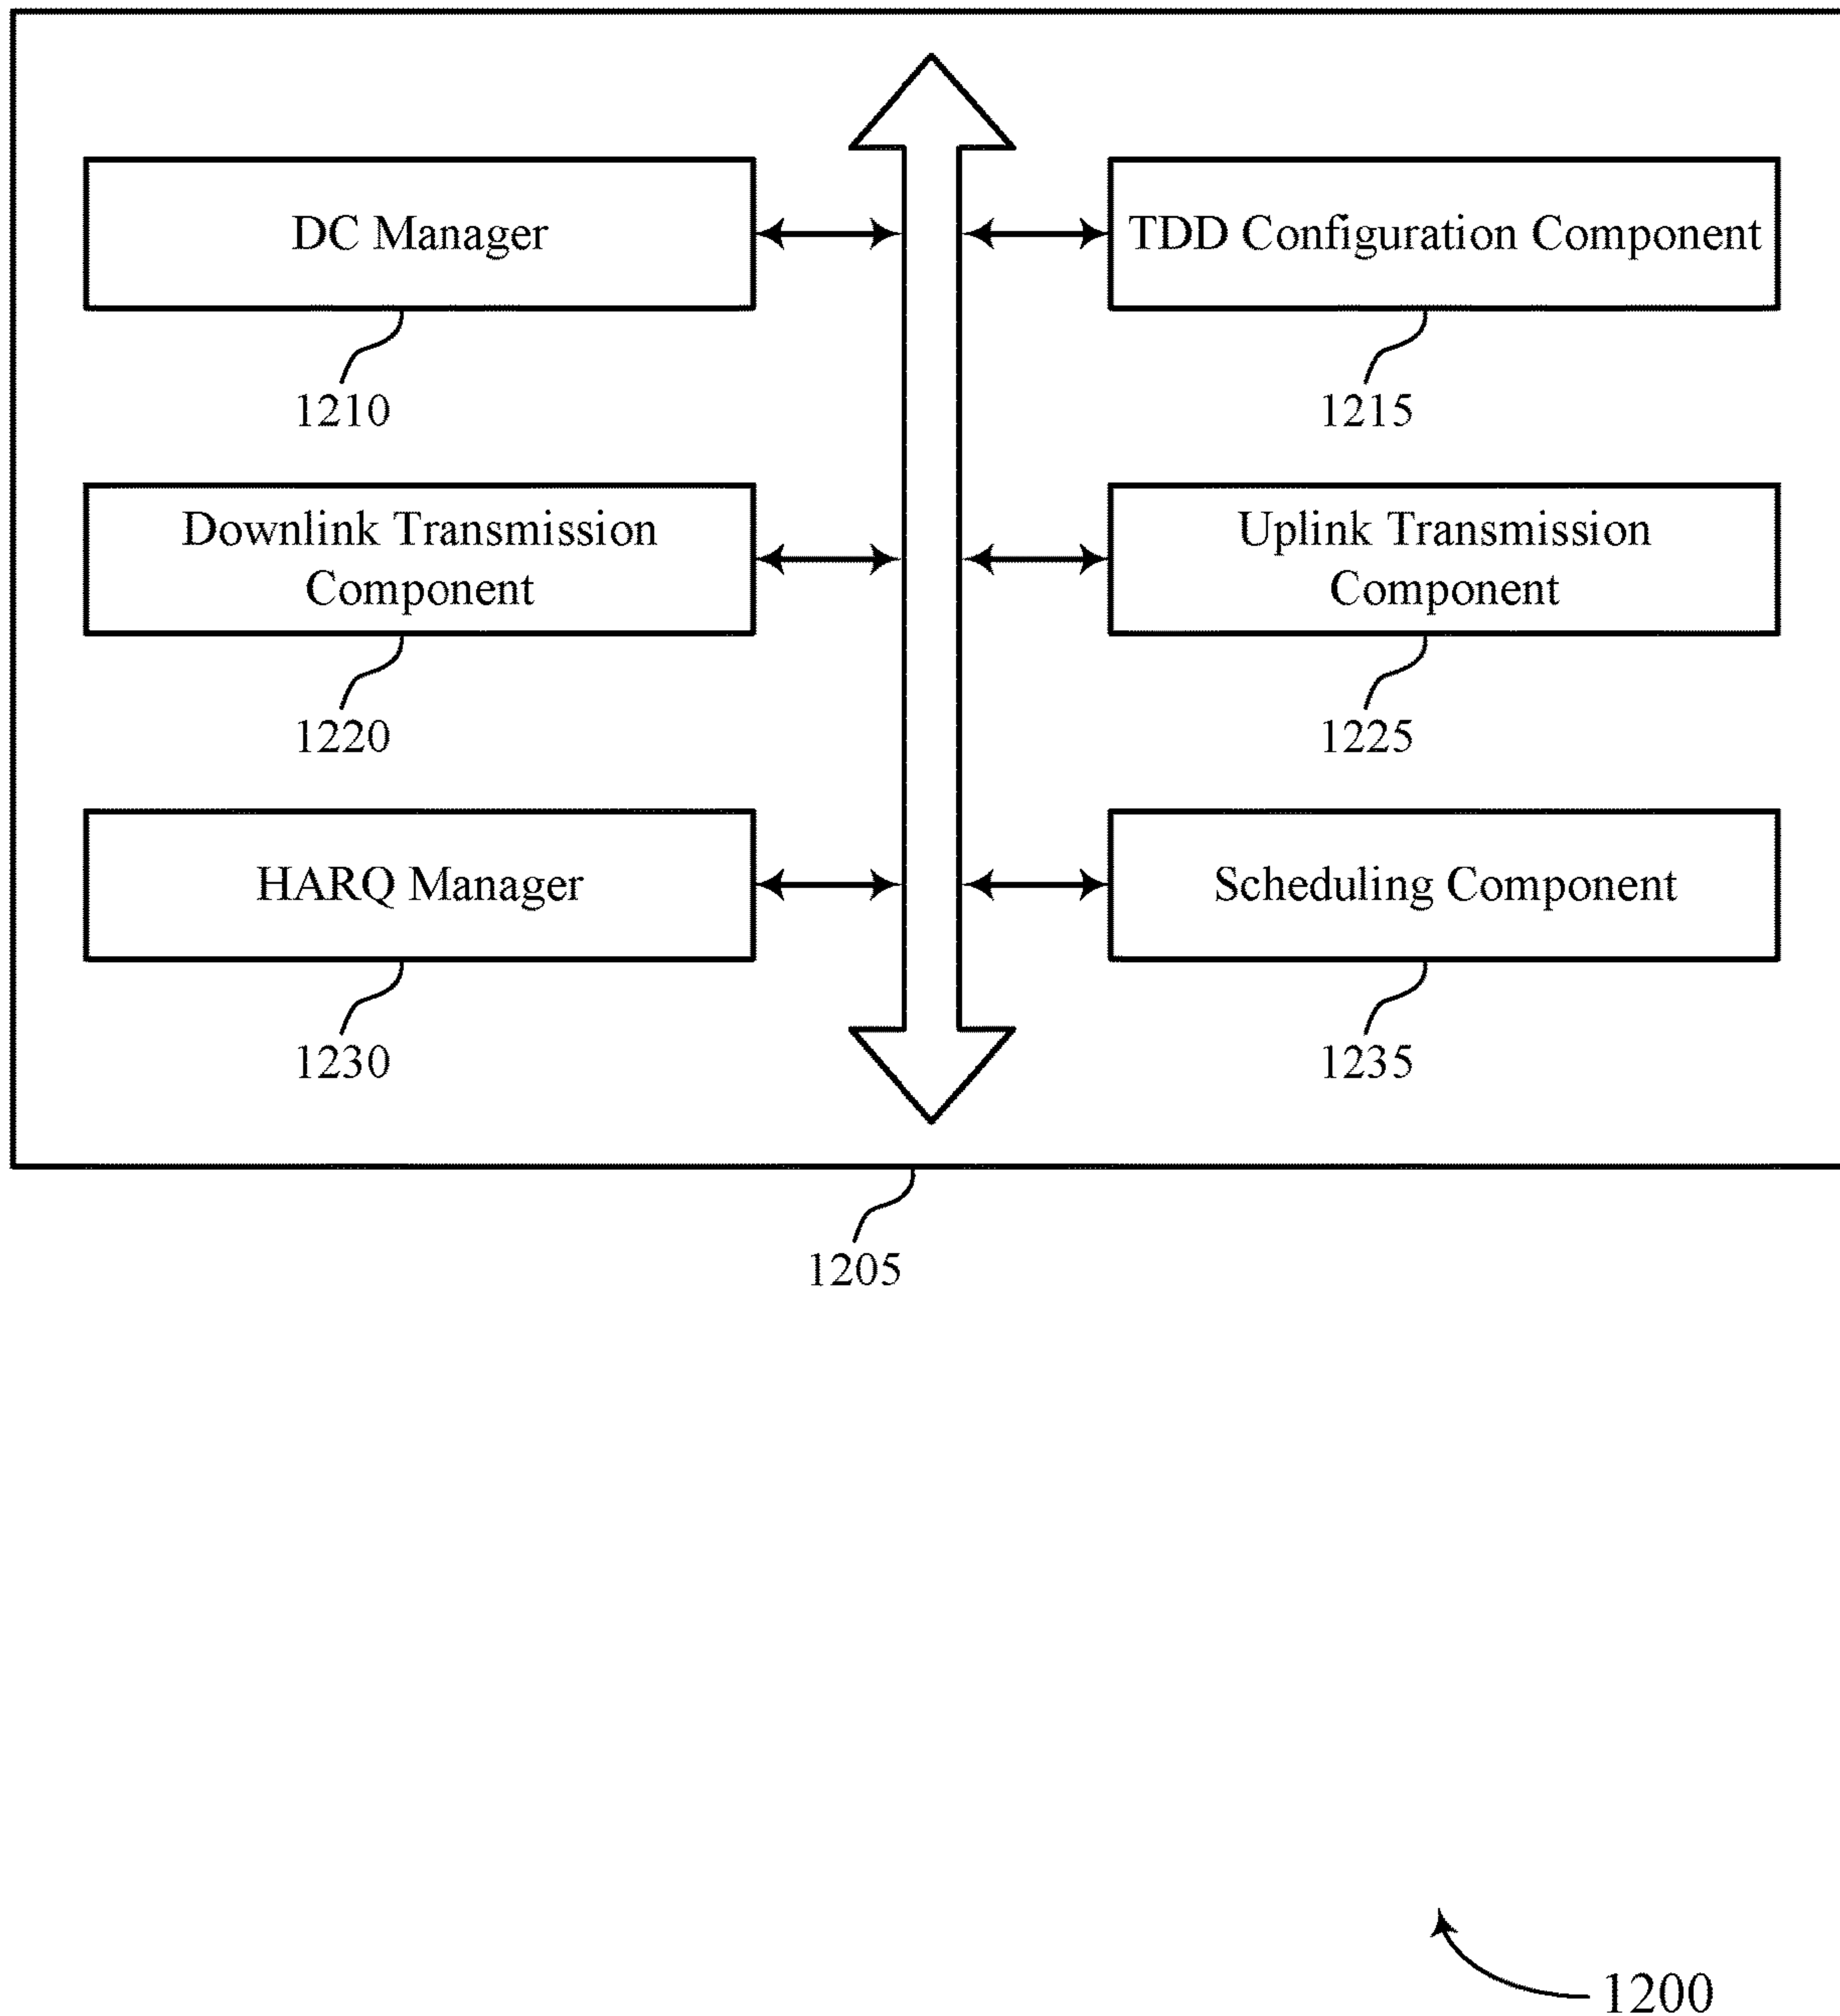 DC Manager
TDD Configuration Component
1210
1215
Downlink Transmission
Component
Uplink Transmission
Component
1220
1225
HARQ Manager
Scheduling Component
1230
1235
1205
1200